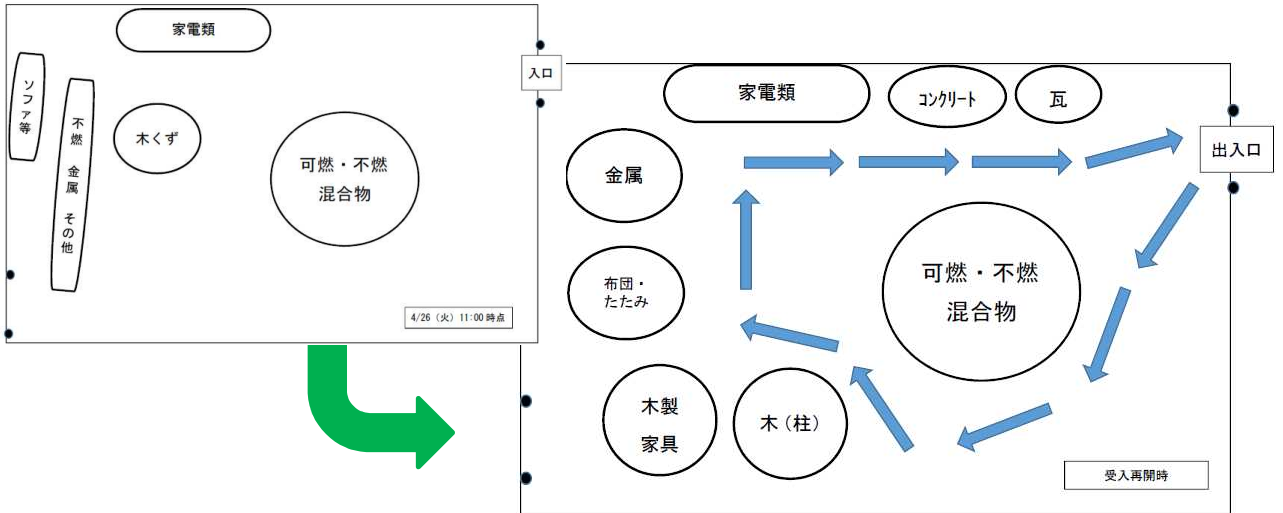 家電類
入口
ソファ等
不燃 金属 その他
木くず
可燃・不燃
混合物
4/26（火）11:00時点
家電類
コンクリート
瓦
出入口
金属
布団・
たたみ
可燃・不燃
混合物
木製
家具
木（柱）
受入再開時